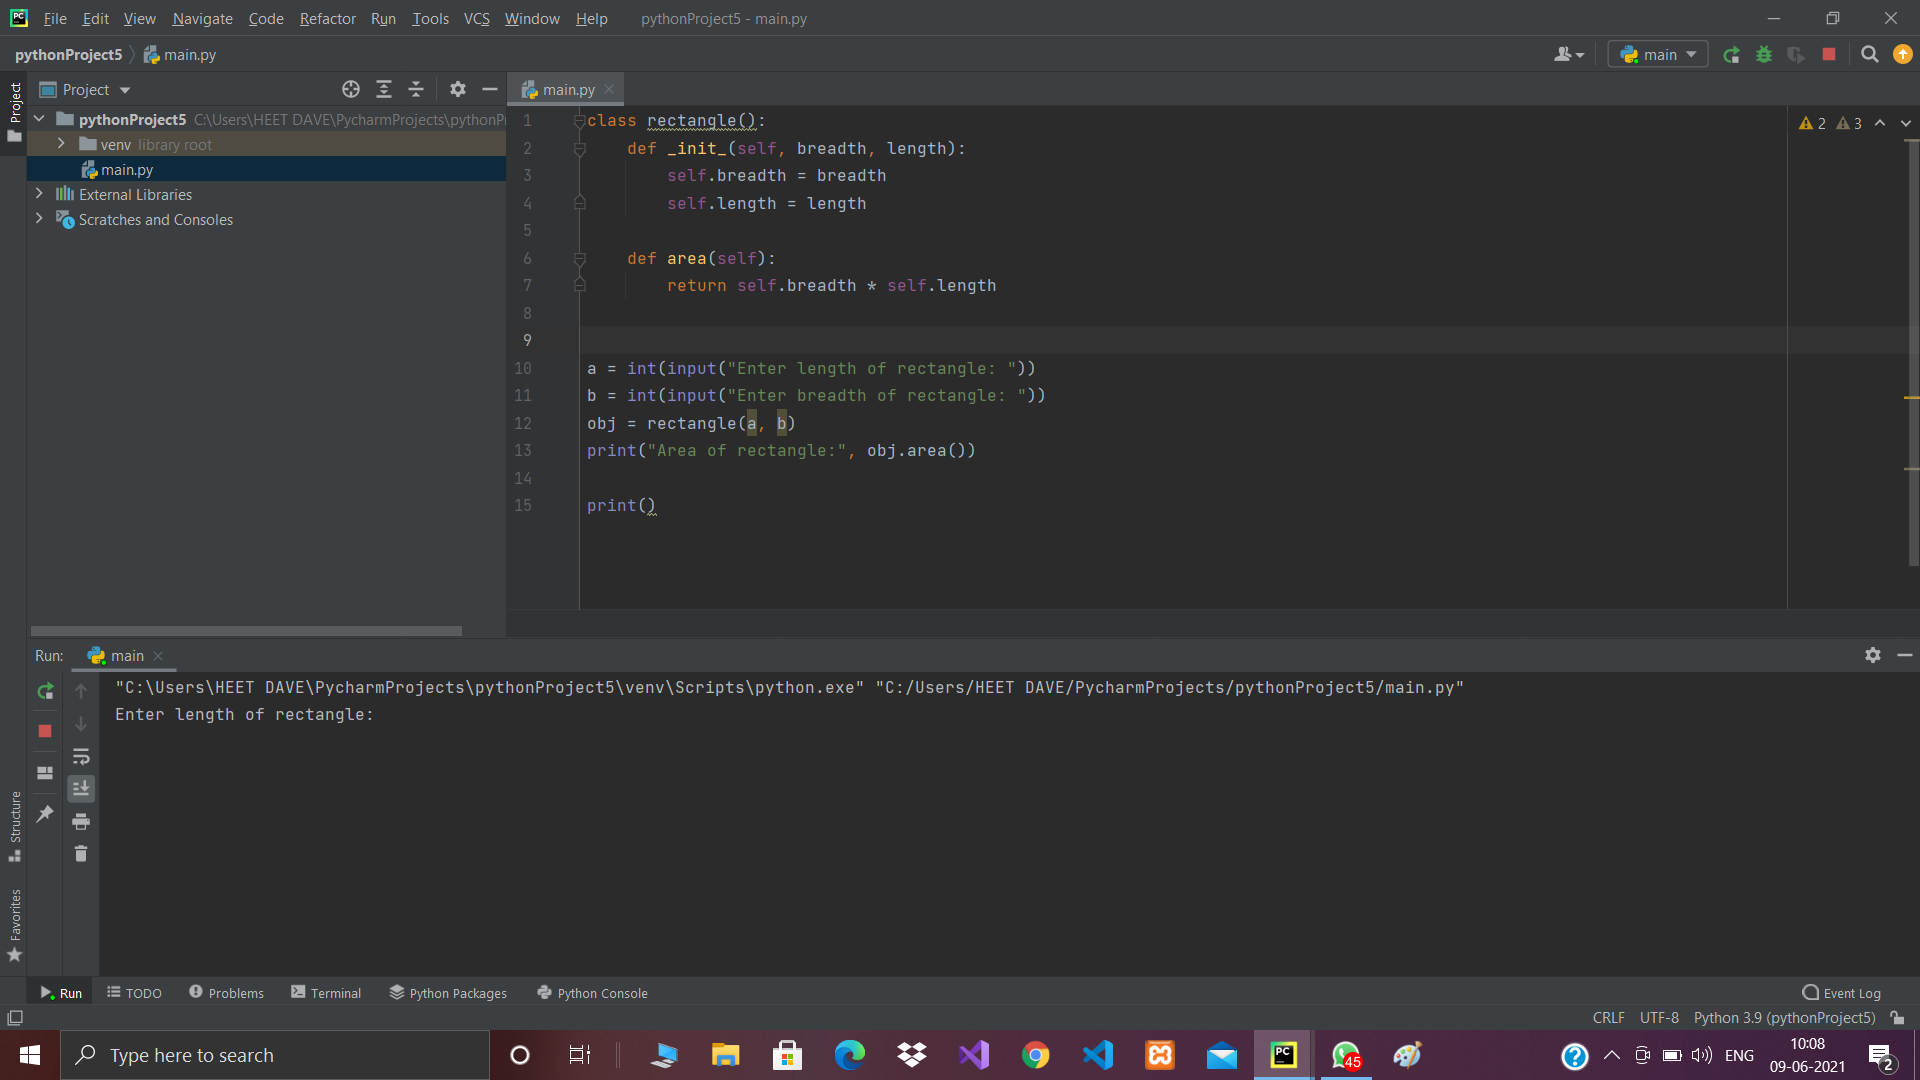 File Edit View Navigate Code Refactor Run Tools VCS Window Help pythonProject5 - main.py
pythonProject5 main.py
main
Project
Project
main.py
pythonProject5 C:\Users\HEET DAVE\PycharmProjects\pythonP
venv library root
main.py
External Libraries
Scratches and Consoles
2 3
1 class rectangle():
2 def _init_(self, breadth, length):
3 self.breadth = breadth
4 self.length = length
5
6 def area(self):
7 return self.breadth * self.length
8
9
10 a = int(input("Enter length of rectangle: "))
11 b = int(input("Enter breadth of rectangle: "))
12 obj = rectangle(a, b)
13 print("Area of rectangle:", obj.area())
14
15 print()
Run: main
"C:\Users\HEET DAVE\PycharmProjects\pythonProject5\venv\Scripts\python.exe" "C:/Users/HEET DAVE/PycharmProjects/pythonProject5/main.py"
Enter length of rectangle:
Structure
Favorites
Run TODO Problems Terminal Python Packages Python Console Event Log
CRLF UTF-8 Python 3.9 (pythonProject5)
Type here to search
PC
45
ENG
10:08
09-06-2021
2